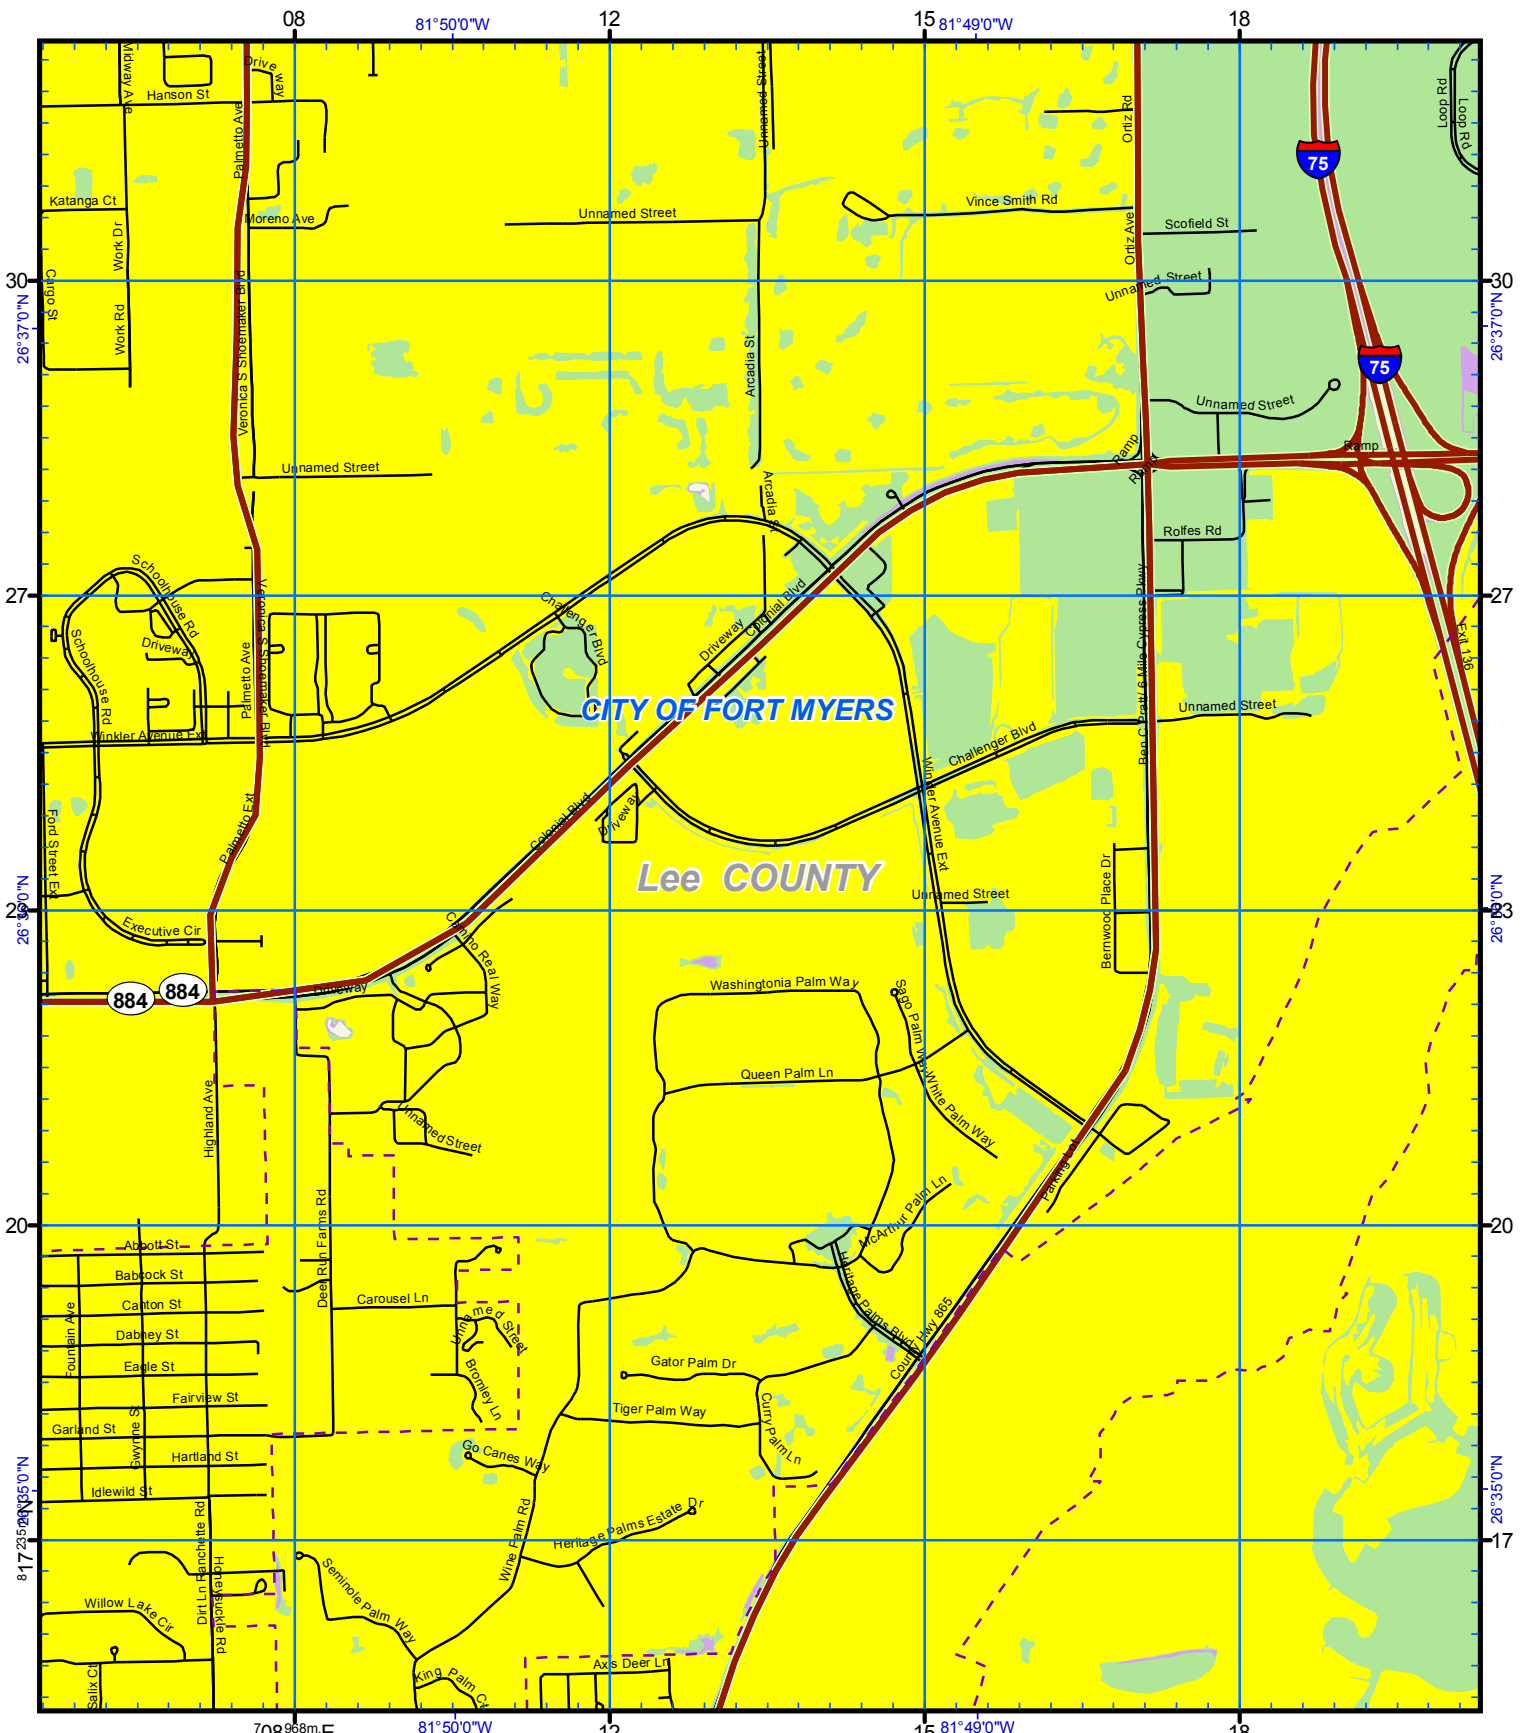 08
81°50'0"W
12
15
81°49'0"W
18
Midway Ave
Hanson St
Drive way
Palmetto Ave
Unnamed Street
Ortiz Rd
Loop Rd
Loop Rd
75
Katanga Ct
Work Dr
Moreno Ave
Unnamed Street
Vince Smith Rd
Ortiz Ave
Scofield St
30
Unnamed Street
30
Cargo St
26°37'0"N
Work Rd
Veronica S Shoemaker Blvd
Arcadia St
26°37'0"N
75
Unnamed Street
Ramp
Ramp
Ramp
Unnamed Street
Arcadia St
Rolfes Rd
27
Schoolhouse Rd
Challenger Blvd
Colonial Blvd
27
Schoolhouse Rd
Driveway
Palmetto Ave
Veronica S Shoemaker Blvd
Driveway
Ben C Pratt/ 6 Mile Cypress Pkwy
Exit 136
CITY OF FORT MYERS
Unnamed Street
Winkler Avenue Ext
Challenger Blvd
Ford Street Ext
Palmetto Ext
Colonial Blvd
Driveway
Winkler Avenue Ext
Lee COUNTY
Bernwood Place Dr
Unnamed Street
23
26°36'0"N
23
26°36'0"N
Executive Cir
Camino Real Way
884
884
Driveway
Washingtonia Palm Way
Sago Palm Way
Queen Palm Ln
White Palm Way
Highland Ave
Unnamed Street
Parking Lot
Deer Run Farms Rd
McArthur Palm Ln
20
20
Abbott St
Babcock St
Canton St
Carousel Ln
Heritage Palms Blvd
County Hwy 865
Fountain Ave
Dabney St
Unnamed Street
Eagle St
Gator Palm Dr
Fairview St
Bromley Ln
Tiger Palm Way
Curry Palm Ln
Garland St
Gwynne St
Hartland St
Go Canes Way
Idlewild St
26°35'0"N
26°35'0"N
Dirt Ln Ranchette Rd
Wine Palm Rd
Heritage Palms Estate Dr
17
17
Honeysuckle Rd
Seminole Palm Way
Willow Lake Cir
Salix Ct
King Palm Ct
Axis Deer Ln
81°50'0"W
12
15
81°49'0"W
18